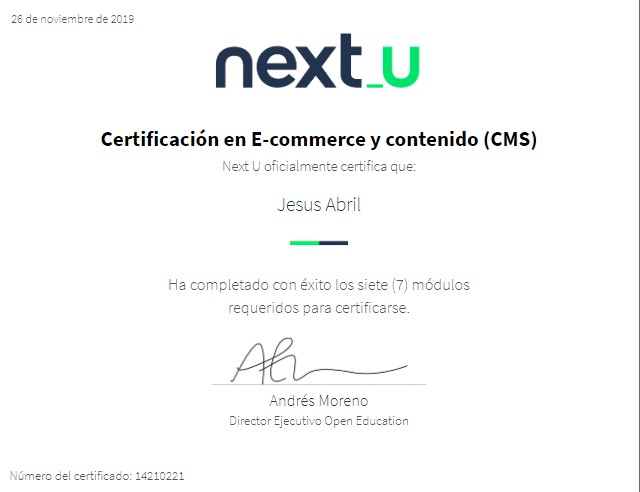 26 de noviembre de 2019
next_u
Certificación en E-commerce y contenido (CMS)
Next U oficialmente certifica que:
Jesus Abril
Ha completado con éxito los siete (7) módulos
requeridos para certificarse.
Andrés Moreno
Director Ejecutivo Open Education
Número del certificado: 14210221